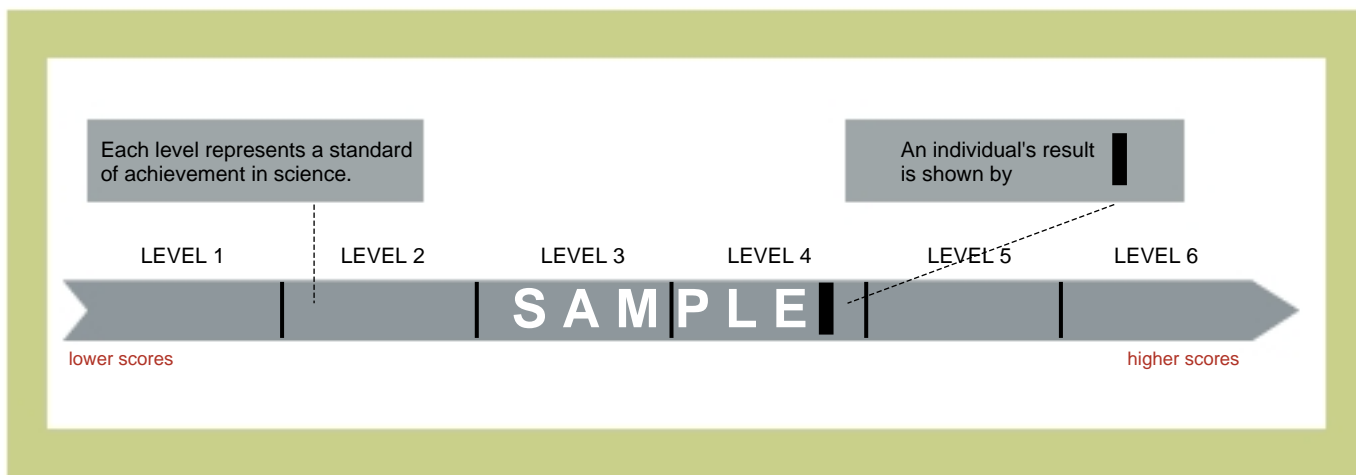 Each level represents a standard
of achievement in science.
An individual's result
is shown by
LEVEL 1
LEVEL 2
LEVEL 3
LEVEL 4
LEVEL 5
LEVEL 6
SAMPLE
lower scores
higher scores